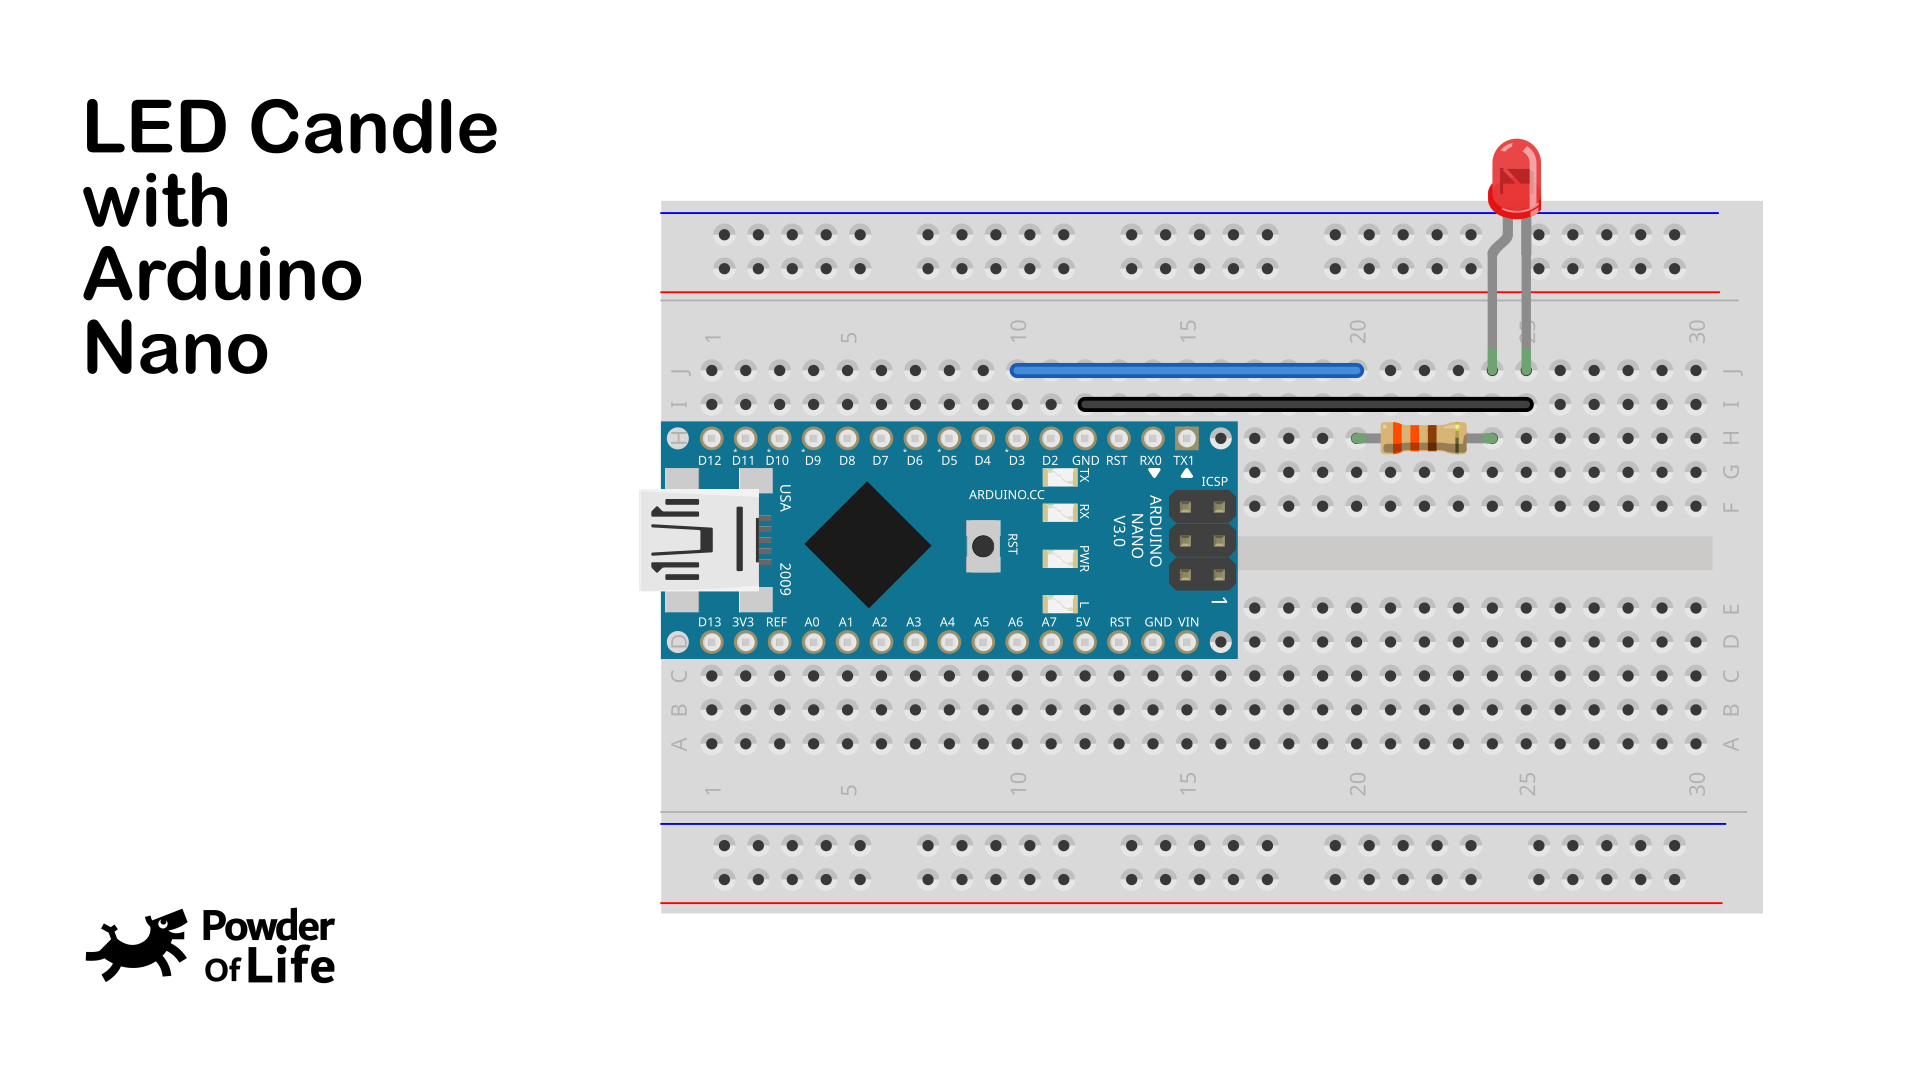 LED Candle
with
Arduino
Nano
1 5 10 15 20 25 30
J J
I I
H H
D12 D11 D10 D9 D8 D7 D6 D5 D4 D3 D2 GND RST RX0 TX1
G
F
USA
2009
ARDUINO.CC
RST
TX
RX
PWR
L
ICSP
ARDUINO
NANO
V3.0
1
E
D13 3V3 REF A0 A1 A2 A3 A4 A5 A6 A7 5V RST GND VIN
D D
C C
B B
A A
1 5 10 15 20 25 30
Powder
Of Life